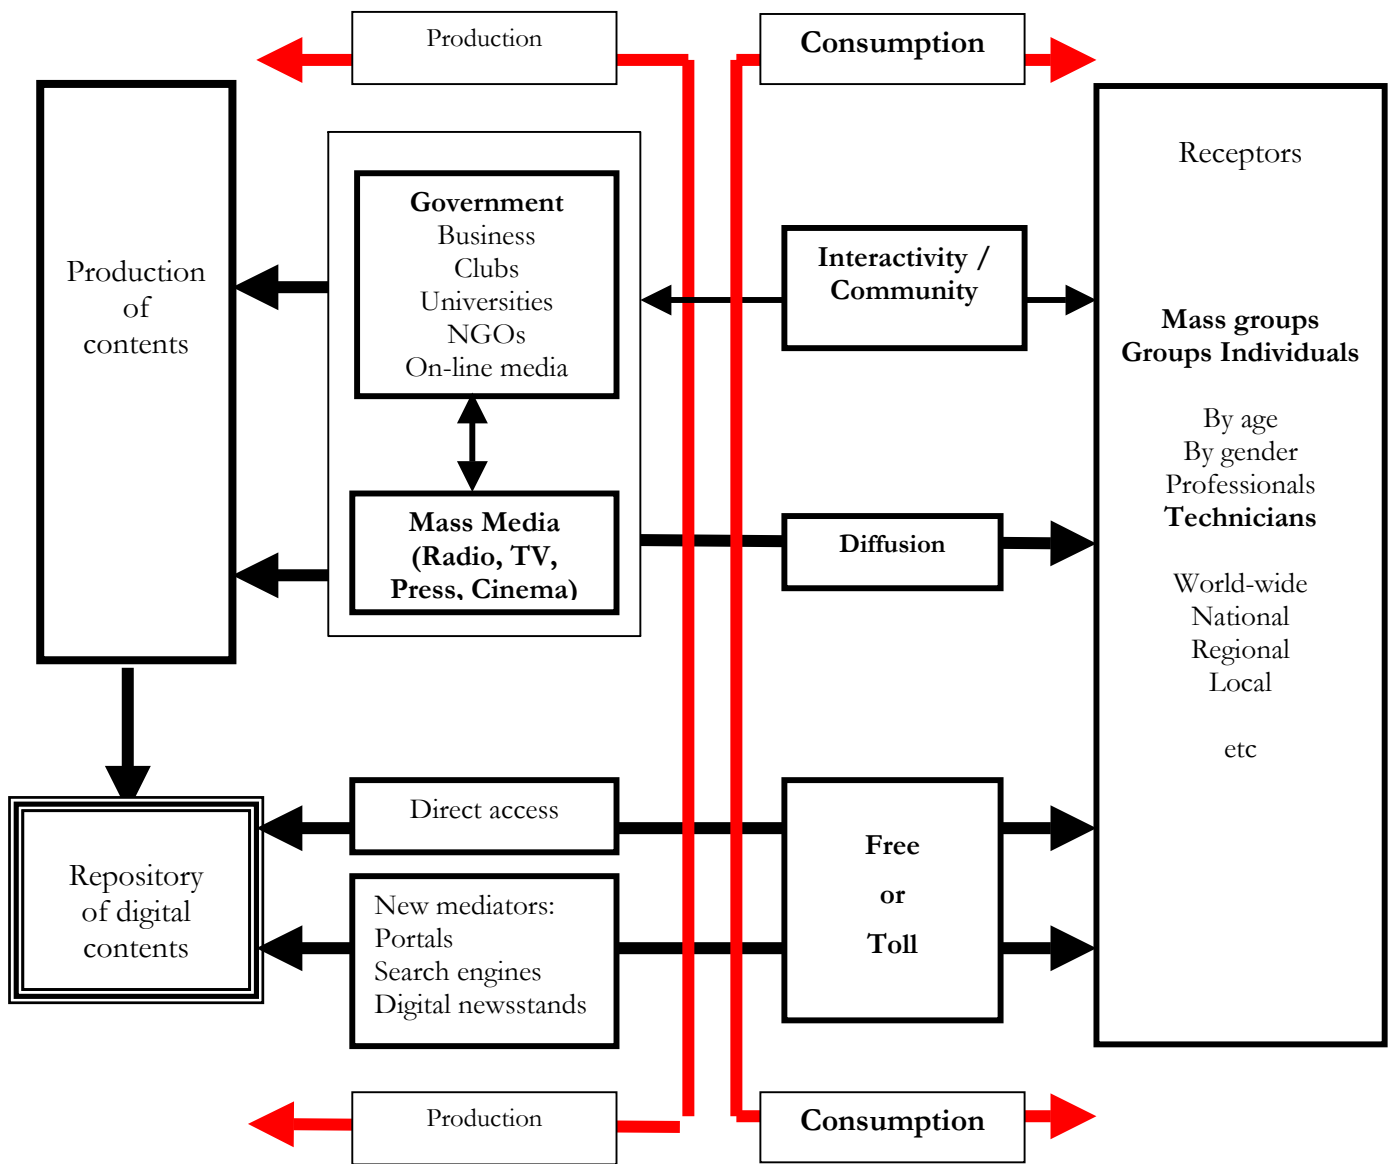 Production
Consumption
Production
of
contents
Government
Business
Clubs
Universities
NGOs
On-line media
Mass Media
(Radio, TV,
Press, Cinema)
Interactivity /
Community
Diffusion
Receptors
Mass groups
Groups Individuals
By age
By gender
Professionals
Technicians
World-wide
National
Regional
Local
etc
Repository
of digital
contents
Direct access
New mediators:
Portals
Search engines
Digital newsstands
Free
or
Toll
Production
Consumption